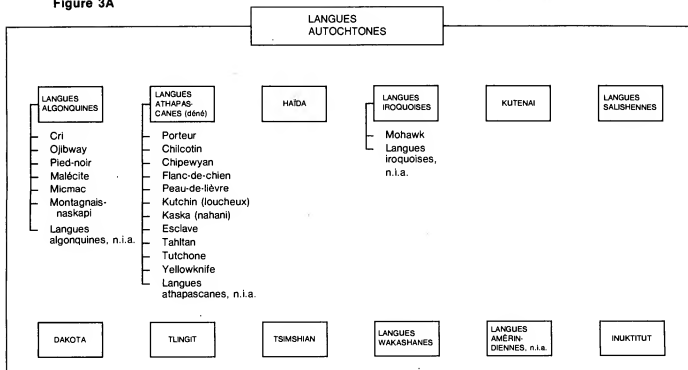 Figure 3A
LANGUES
AUTOCHTONES
LANGUES
ALGONQUINES
Cri
Ojibway
Pied-noir
Malécite
Micmac
Montagnais-
naskapi
Langues
algonquines, n.i.a.
LANGUES
ATHAPAS-
CANES (déné)
Porteur
Chilcotin
Chipewyan
Flanc-de-chien
Peau-de-lièvre
Kutchin (loucheux)
Kaska (nahani)
Esclave
Tahltan
Tutchone
Yellowknife
Langues
athapascanes, n.i.a.
HAÏDA
LANGUES
IROQUOISES
Mohawk
Langues
iroquoises,
n.i.a.
KUTENAI
LANGUES
SALISHENNES
DAKOTA
TLINGIT
TSIMSHIAN
LANGUES
WAKASHANES
LANGUES
AMÉRIN-
DIENNES, n.i.a.
INUKTITUT